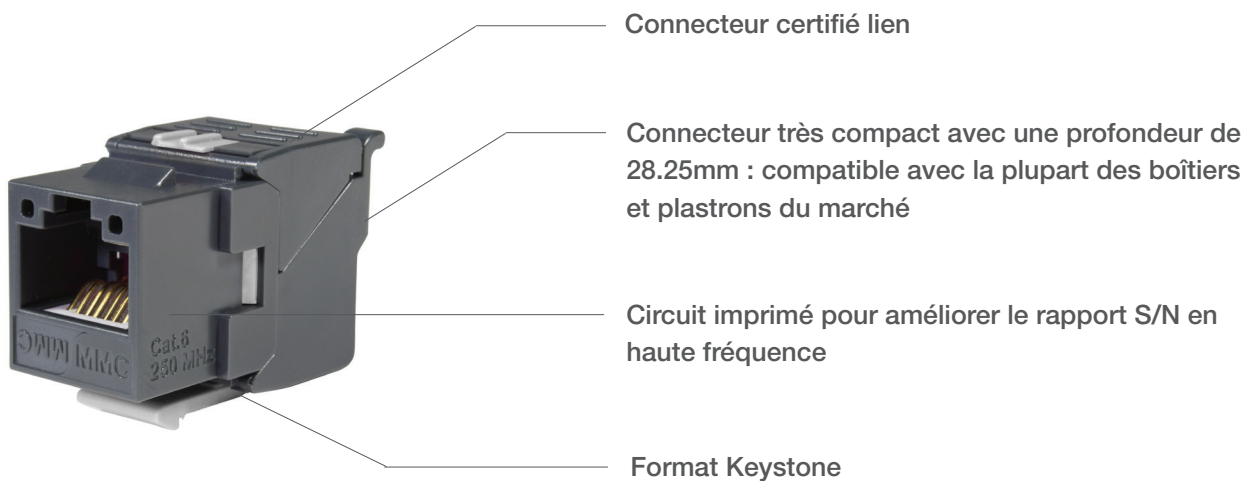 Connecteur certifié lien
Connecteur très compact avec une profondeur de
28.25mm : compatible avec la plupart des boîtiers
et plastrons du marché
Circuit imprimé pour améliorer le rapport S/N en
haute fréquence
Format Keystone
MMC
Cat.6
250 MHz